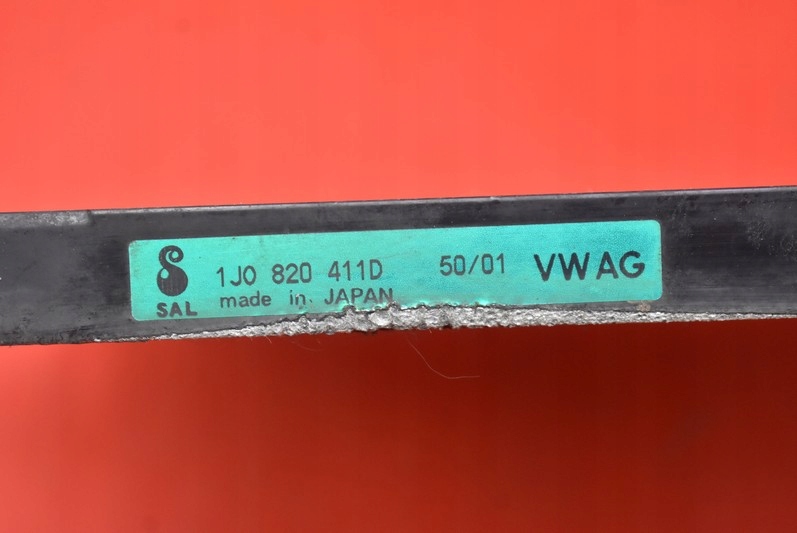 1J0 820 411D 50/01 VWAG
SAL made in. JAPAN